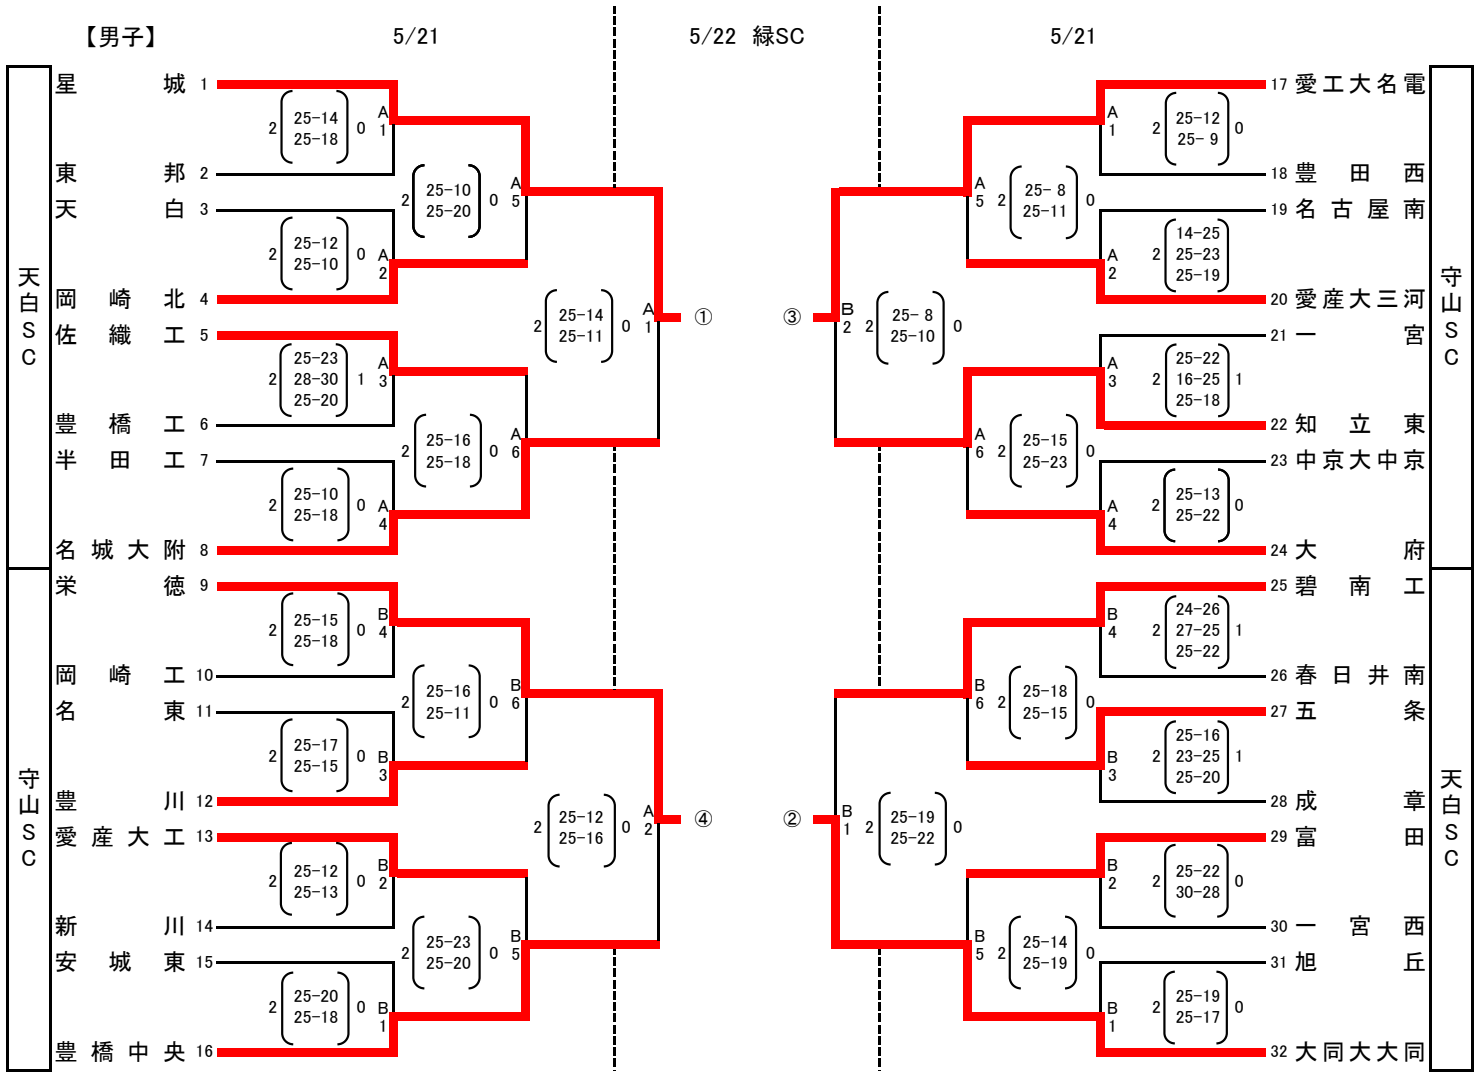 【男子】 5/21 5/22 緑SC 5/21
天白SC
星城 1
25-14
25-18
2 0 A1
東邦 2
天白 3
25-12
25-10
2 0 A2
岡崎北 4
25-10
25-20
2 0 A5
佐織工 5
25-23
28-30
25-20
2 1 A3
豊橋工 6
半田工 7
25-10
25-18
2 0 A4
名城大附 8
25-16
25-18
2 0 A6
25-14
25-11
2 0 A1
①
守山SC
栄徳 9
25-15
25-18
2 0 B4
岡崎工 10
名東 11
25-17
25-15
2 0 B3
豊川 12
25-16
25-11
2 0 B6
愛産大工 13
25-12
25-13
2 0 B2
新川 14
安城東 15
25-20
25-18
2 0 B1
豊橋中央 16
25-23
25-20
2 0 B5
25-12
25-16
2 0 A2
④
守山SC
17 愛工大名電
A1 2 0
25-12
25- 9
18 豊田西
19 名古屋南
A2 2
14-25
25-23
25-19
20 愛産大三河
A5 2 0
25- 8
25-11
21 一宮
A3 2 1
25-22
16-25
25-18
22 知立東
23 中京大中京
A4 2 0
25-13
25-22
24 大府
A6 2 0
25-15
25-23
③
B2 2 0
25- 8
25-10
天白SC
25 碧南工
B4 2 1
24-26
27-25
25-22
26 春日井南
27 五条
B3 2 1
25-16
23-25
25-20
28 成章
B6 2 0
25-18
25-15
29 富田
B2 2 0
25-22
30-28
30 一宮西
31 旭丘
B1 2 0
25-19
25-17
32 大同大大同
B5 2 0
25-14
25-19
②
B1 2 0
25-19
25-22